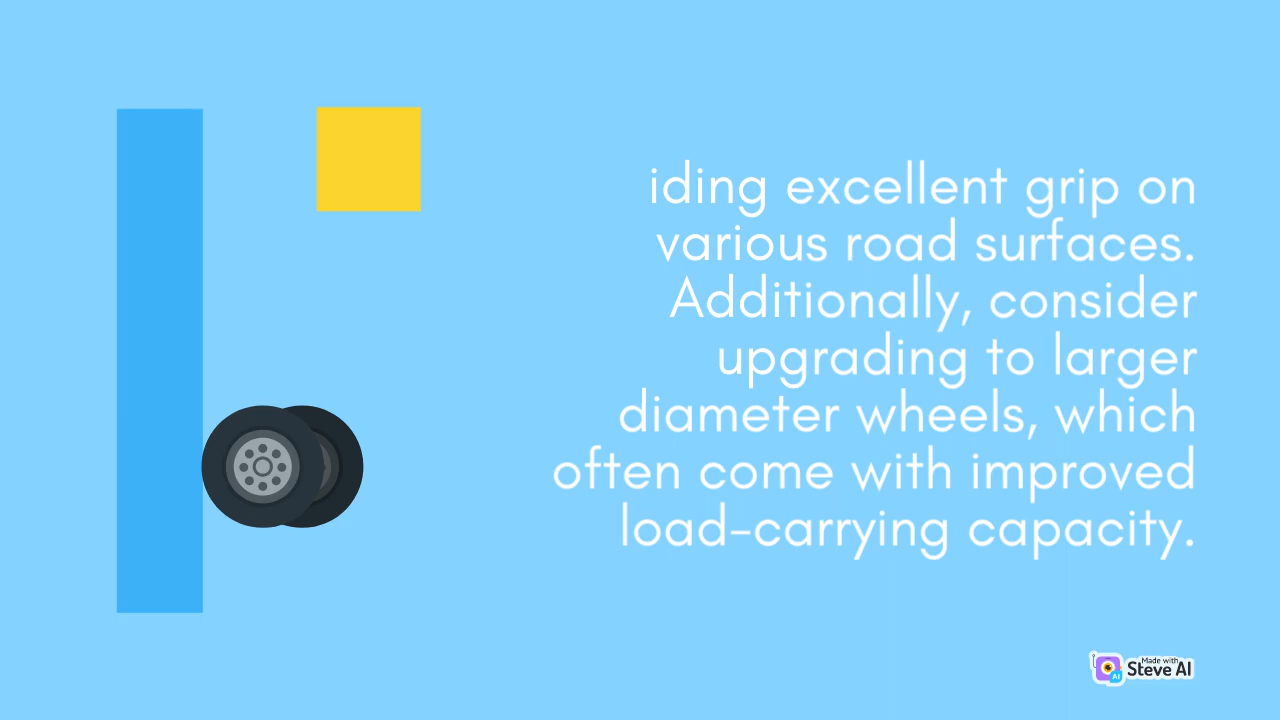 iding excellent grip on
various road surfaces.
Additionally, consider
upgrading to larger
diameter wheels, which
often come with improved
load-carrying capacity.
Made with
Steve AI
AI